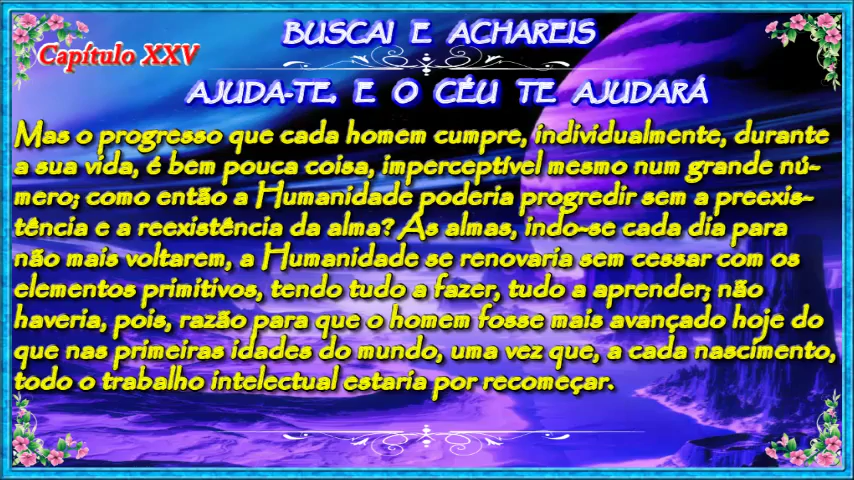 BUSCAI E ACHAREIS
Capítulo XXV
AJUDA-TE, E O CÉU TE AJUDARÁ
Mas o progresso que cada homem cumpre, individualmente, durante
a sua vida, é bem pouca coisa, imperceptível mesmo num grande nú-
mero; como então a Humanidade poderia progredir sem a preexis-
tência e a reexistência da alma? As almas, indo-se cada dia para
não mais voltarem, a Humanidade se renovaria sem cessar com os
elementos primitivos, tendo tudo a fazer, tudo a aprender; não
haveria, pois, razão para que o homem fosse mais avançado hoje do
que nas primeiras idades do mundo, uma vez que, a cada nascimento,
todo o trabalho intelectual estaria por recomeçar.